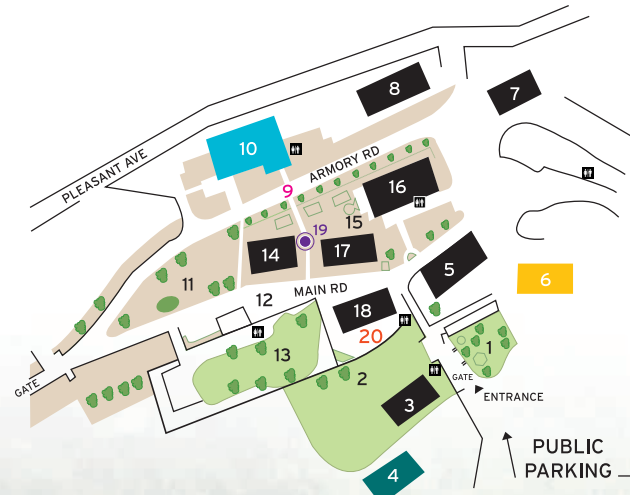 8
7
PLEASANT AVE
10
ARMORY RD
9
16
15
19
14
17
5
11
MAIN RD
6
12
18
20
13
1
2
GATE
GATE
3
ENTRANCE
4
PUBLIC
PARKING